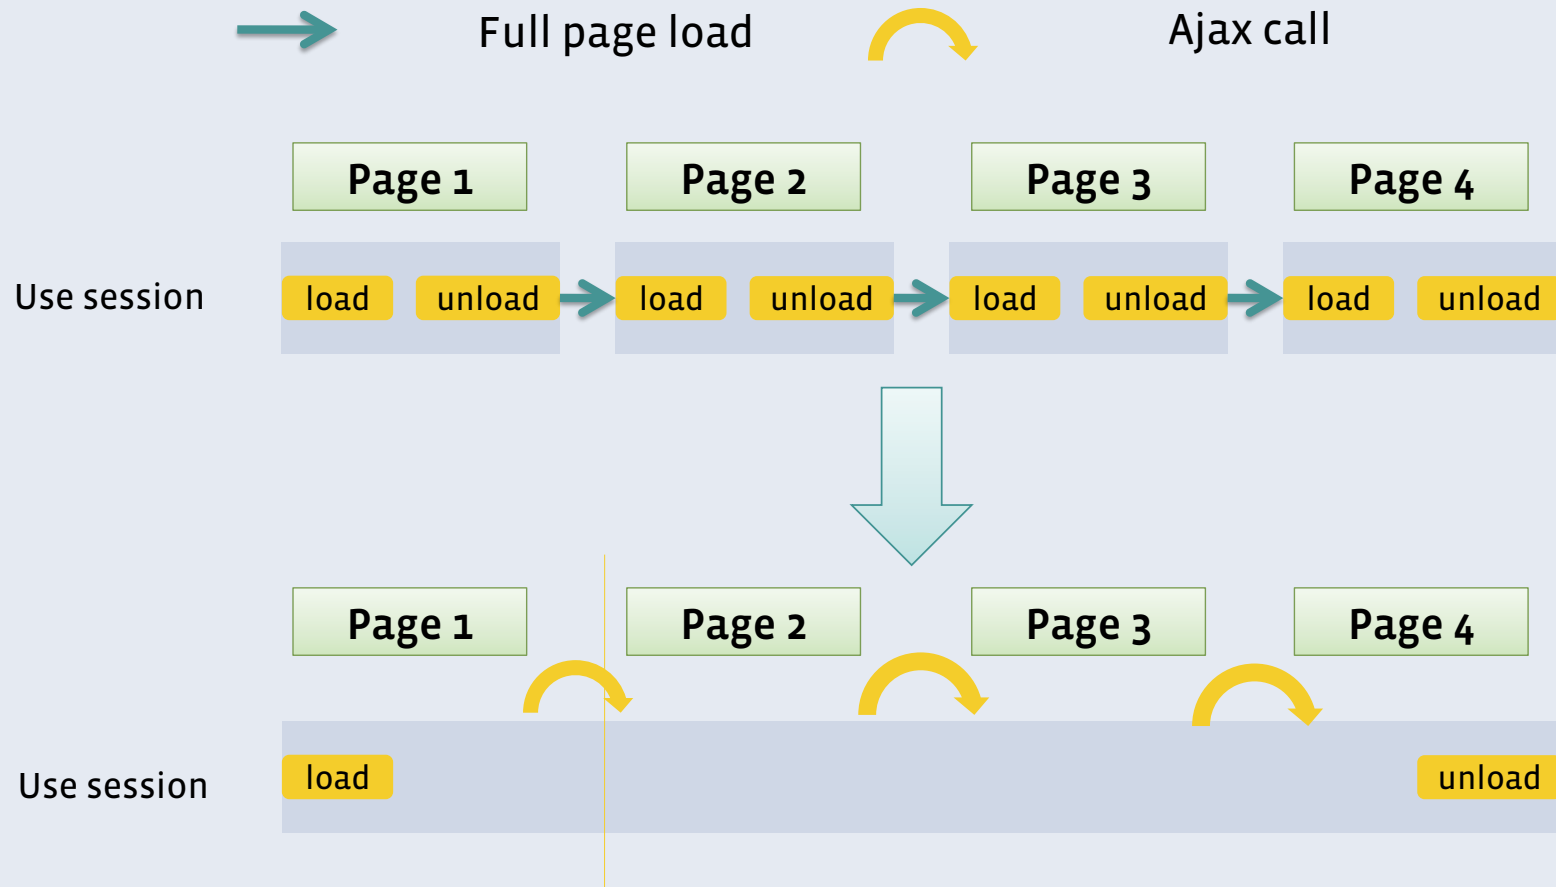 Full page load
Ajax call
Page 1
Page 2
Page 3
Page 4
Use session
load
unload
load
unload
load
unload
load
unload
Page 1
Page 2
Page 3
Page 4
Use session
load
unload